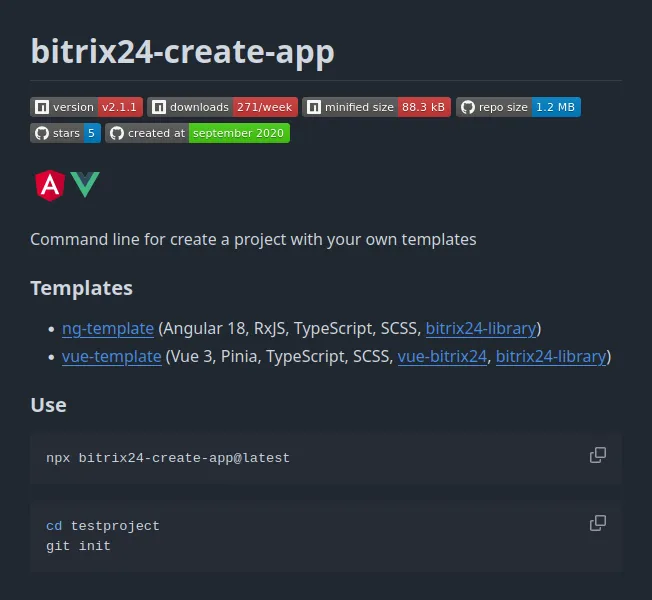 bitrix24-create-app
version v2.1.1 downloads 271/week minified size 88.3 kB repo size 1.2 MB
stars 5 created at september 2020
Command line for create a project with your own templates
Templates
• ng-template (Angular 18, RxJS, TypeScript, SCSS, bitrix24-library)
• vue-template (Vue 3, Pinia, TypeScript, SCSS, vue-bitrix24, bitrix24-library)
Use
npx bitrix24-create-app@latest
cd testproject
git init